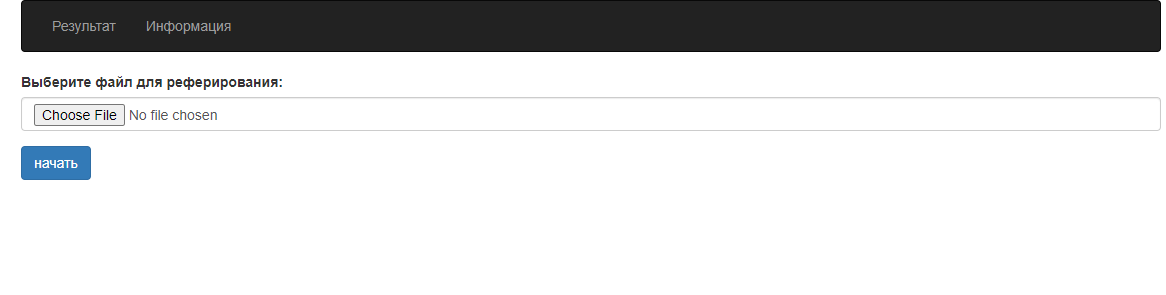 Результат Информация
Выберите файл для реферирования:
Choose File No file chosen
начать